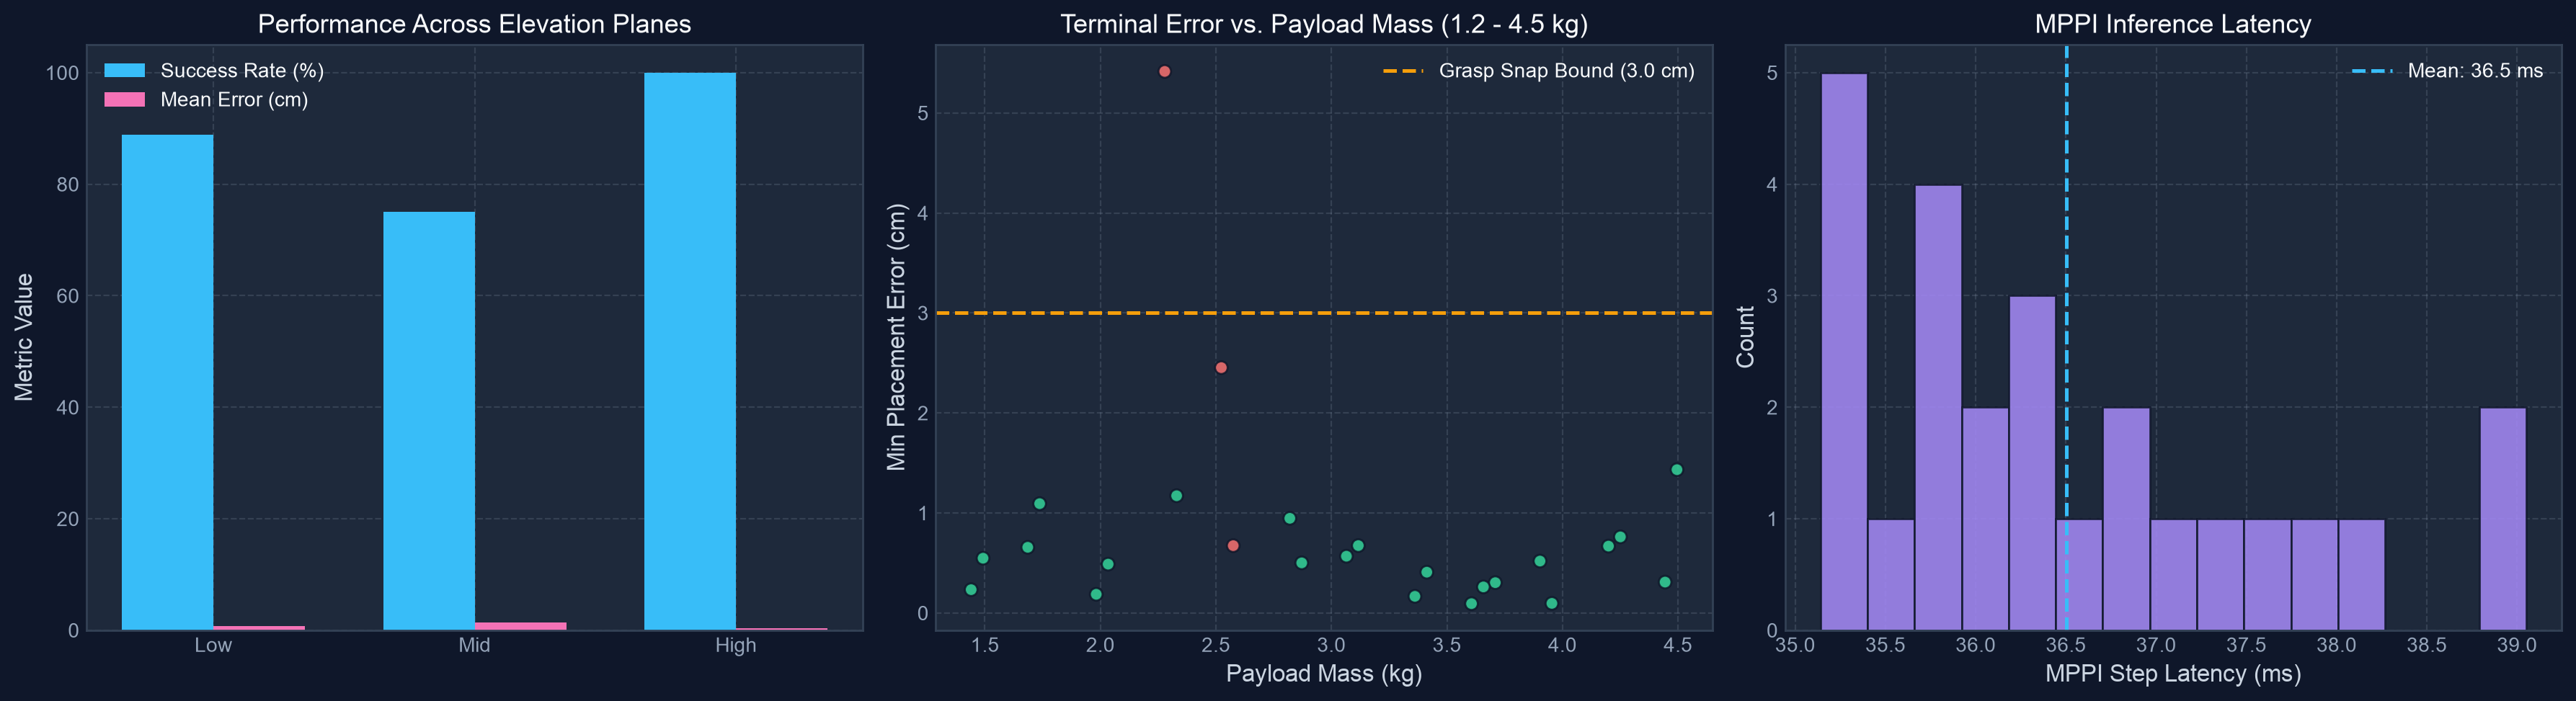 Performance Across Elevation Planes
Success Rate (%)
Mean Error (cm)
Metric Value
100
80
60
40
20
0
Low Mid High
Terminal Error vs. Payload Mass (1.2 - 4.5 kg)
Grasp Snap Bound (3.0 cm)
Min Placement Error (cm)
5
4
3
2
1
0
1.5 2.0 2.5 3.0 3.5 4.0 4.5
Payload Mass (kg)
MPPI Inference Latency
Mean: 36.5 ms
Count
5
4
3
2
1
0
35.0 35.5 36.0 36.5 37.0 37.5 38.0 38.5 39.0
MPPI Step Latency (ms)